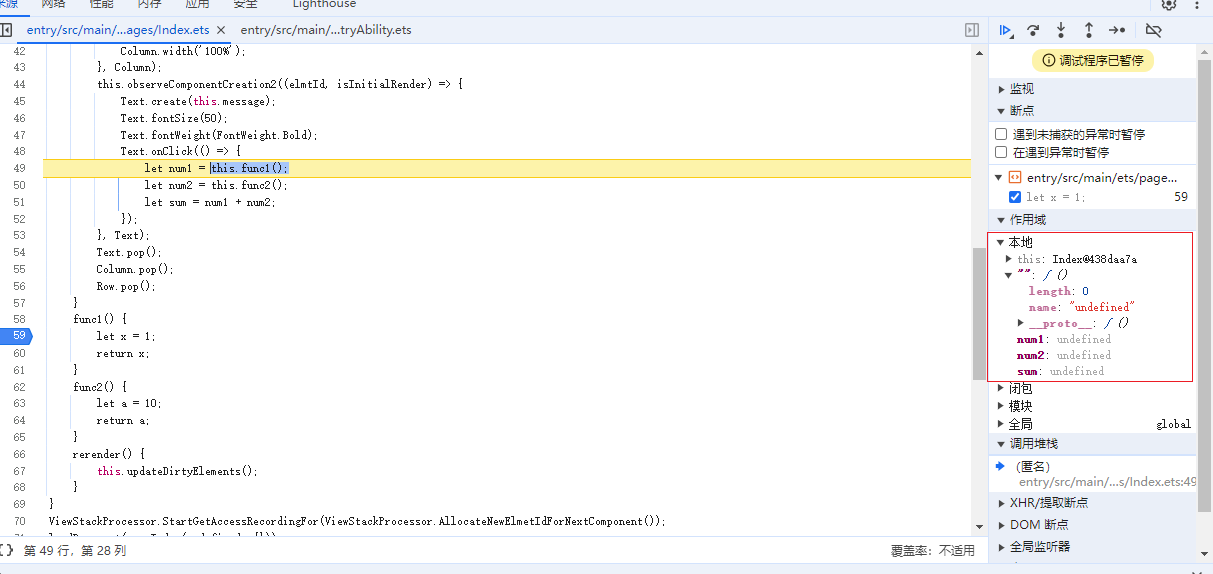 来源 网络 性能 内存 应用 安全 Lighthouse
entry/src/main/...ages/Index.ets × entry/src/main/...tryAbility.ets
42 Column.width('100%');
43 }, Column);
44 this.observeComponentCreation2((elmtId, isInitialRender) => {
45 Text.create(this.message);
46 Text.fontSize(50);
47 Text.fontWeight(FontWeight.Bold);
48 Text.onClick(() => {
49 let num1 = this.func1();
50 let num2 = this.func2();
51 let sum = num1 + num2;
52 });
53 }, Text);
54 Text.pop();
55 Column.pop();
56 Row.pop();
57 }
58 func1() {
59 let x = 1;
60 return x;
61 }
62 func2() {
63 let a = 10;
64 return a;
65 }
66 rerender() {
67 this.updateDirtyElements();
68 }
69 }
70 ViewStackProcessor.StartGetAccessRecordingFor(ViewStackProcessor.AllocateNewElmetIdForNextComponent());
{} 第 49 行，第 28 列
覆盖率：不适用
调试程序已暂停
监视
断点
遇到未捕获的异常时暂停
在遇到异常时暂停
entry/src/main/ets/page...
let x = 1; 59
作用域
本地
this: Index@438daa7a
"": ƒ ()
length: 0
name: "undefined"
__proto__: ƒ ()
num1: undefined
num2: undefined
sum: undefined
闭包
模块
全局 global
调用堆栈
(匿名)
entry/src/main/...s/Index.ets:49
XHR/提取断点
DOM 断点
全局监听器